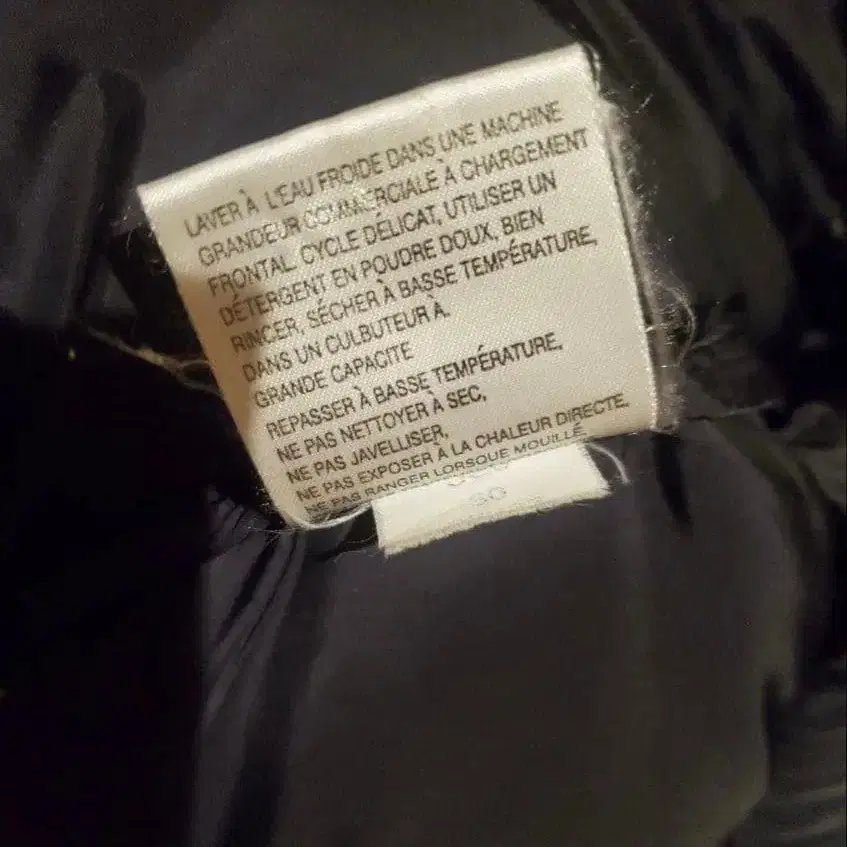 LAVER À L'EAU FROIDE DANS UNE MACHINE
GRANDEUR COMMERCIALE À CHARGEMENT
FRONTAL. CYCLE DÉLICAT, UTILISER UN
DÉTERGENT EN POUDRE DOUX, BIEN
RINCER, SÉCHER À BASSE TEMPÉRATURE,
DANS UN CULBUTEUR À.
GRANDE CAPACITE
REPASSER À BASSE TEMPÉRATURE,
NE PAS NETTOYER À SEC,
NE PAS JAVELLISER,
NE PAS EXPOSER À LA CHALEUR DIRECTE,
NE PAS RANGER LORSQUE MOUILLÉ.